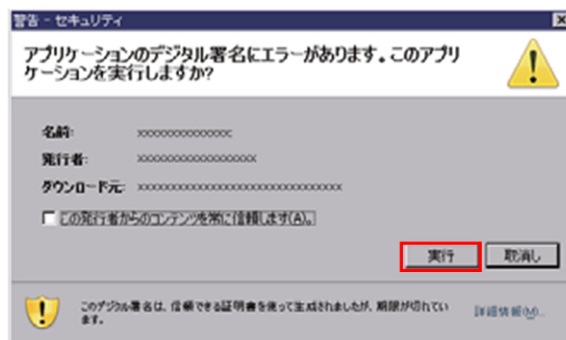 警告 - セキュリティ
アプリケーションのデジタル署名にエラーがあります。このアプリ
ケーションを実行しますか?
名前: xxxxxxxxxxxxxxx
発行者: xxxxxxxxxxxxxxxxxxx
ダウンロード元: xxxxxxxxxxxxxxxxxxxxxxxxxxxxxxxxx
この発行者からのコンテンツを常に信頼します(A)。
実行 取消し
このデジタル署名は、信頼できる証明書を使って生成されましたが、期限が切れてい
ます。
詳細情報(M)...